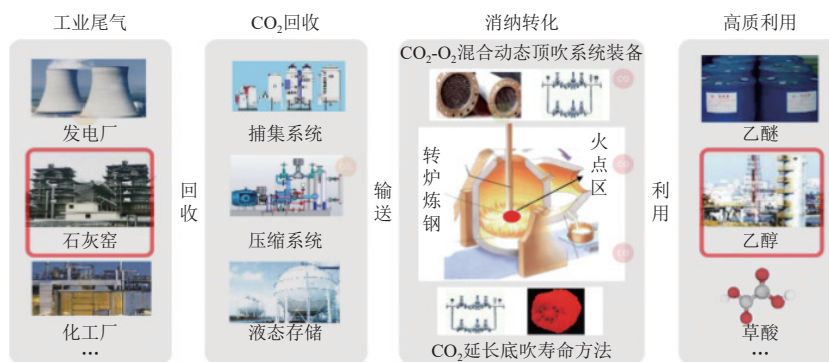 工业尾气
发电厂
石灰窑
化工厂
...
回收
CO₂回收
捕集系统
压缩系统
液态存储
输送
消纳转化
CO₂-O₂混合动态顶吹系统装备
CO
转炉炼钢
火点区
CO
CO
CO₂延长底吹寿命方法
利用
高质利用
乙醚
乙醇
草酸
...